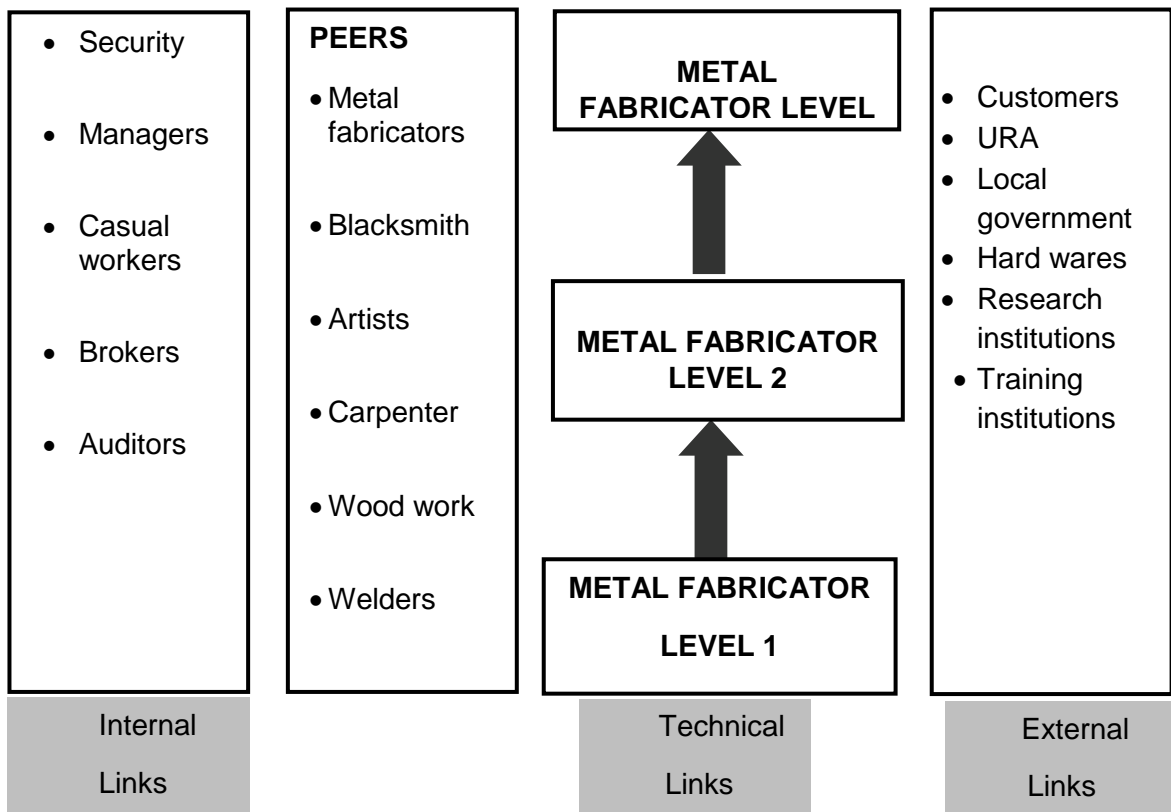 • Security
• Managers
• Casual
workers
• Brokers
• Auditors
Internal
Links
PEERS
• Metal
fabricators
• Blacksmith
• Artists
• Carpenter
• Wood work
• Welders
METAL
FABRICATOR LEVEL
METAL FABRICATOR
LEVEL 2
METAL FABRICATOR
LEVEL 1
Technical
Links
• Customers
• URA
• Local
government
• Hard wares
• Research
institutions
• Training
institutions
External
Links